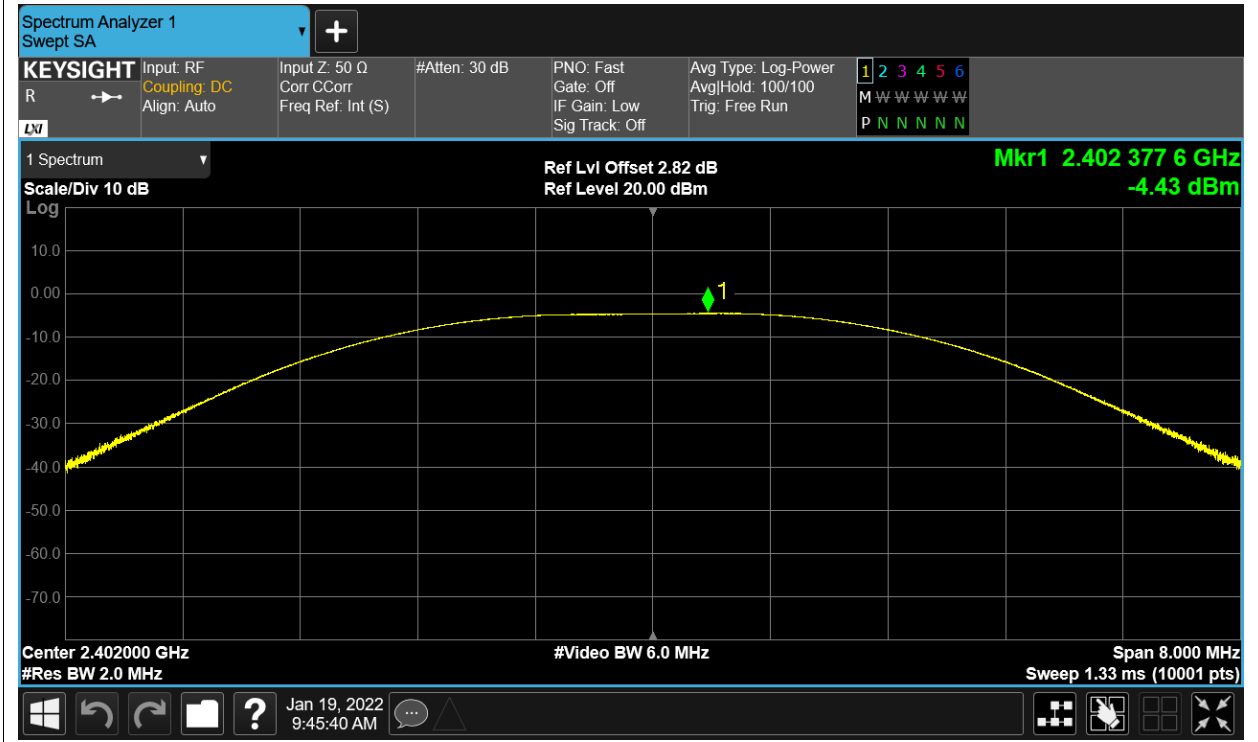 Spectrum Analyzer 1
Swept SA
KEYSIGHT
R
LXI
Input: RF
Coupling: DC
Align: Auto
Input Z: 50 Ω
Corr CCorr
Freq Ref: Int (S)
#Atten: 30 dB
PNO: Fast
Gate: Off
IF Gain: Low
Sig Track: Off
Avg Type: Log-Power
Avg|Hold: 100/100
Trig: Free Run
1 2 3 4 5 6
M W W W W W
P N N N N N
1 Spectrum
Scale/Div 10 dB
Ref Lvl Offset 2.82 dB
Ref Level 20.00 dBm
Mkr1 2.402 377 6 GHz
-4.43 dBm
Log
10.0
0.00
-10.0
-20.0
-30.0
-40.0
-50.0
-60.0
-70.0
1
Center 2.402000 GHz
#Video BW 6.0 MHz
Span 8.000 MHz
#Res BW 2.0 MHz
Sweep 1.33 ms (10001 pts)
?
Jan 19, 2022
9:45:40 AM